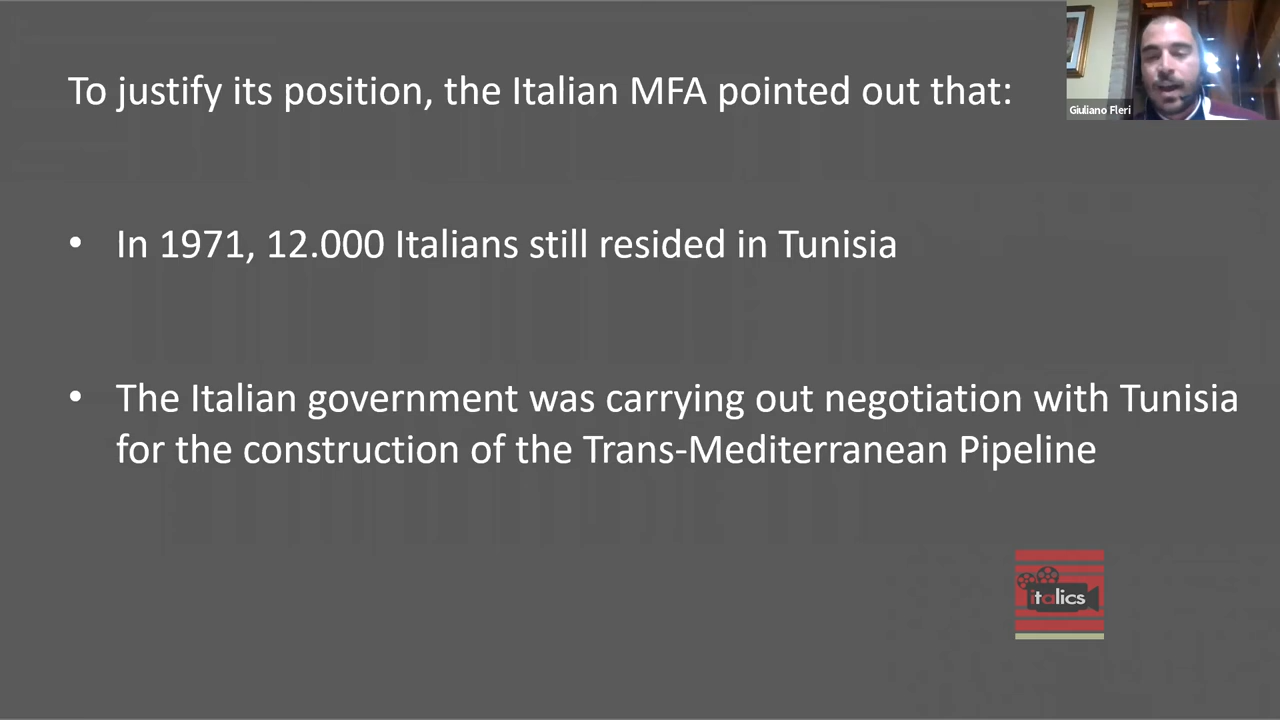 To justify its position, the Italian MFA pointed out that:
Giuliano Fleri
• In 1971, 12.000 Italians still resided in Tunisia
• The Italian government was carrying out negotiation with Tunisia
for the construction of the Trans-Mediterranean Pipeline
italics